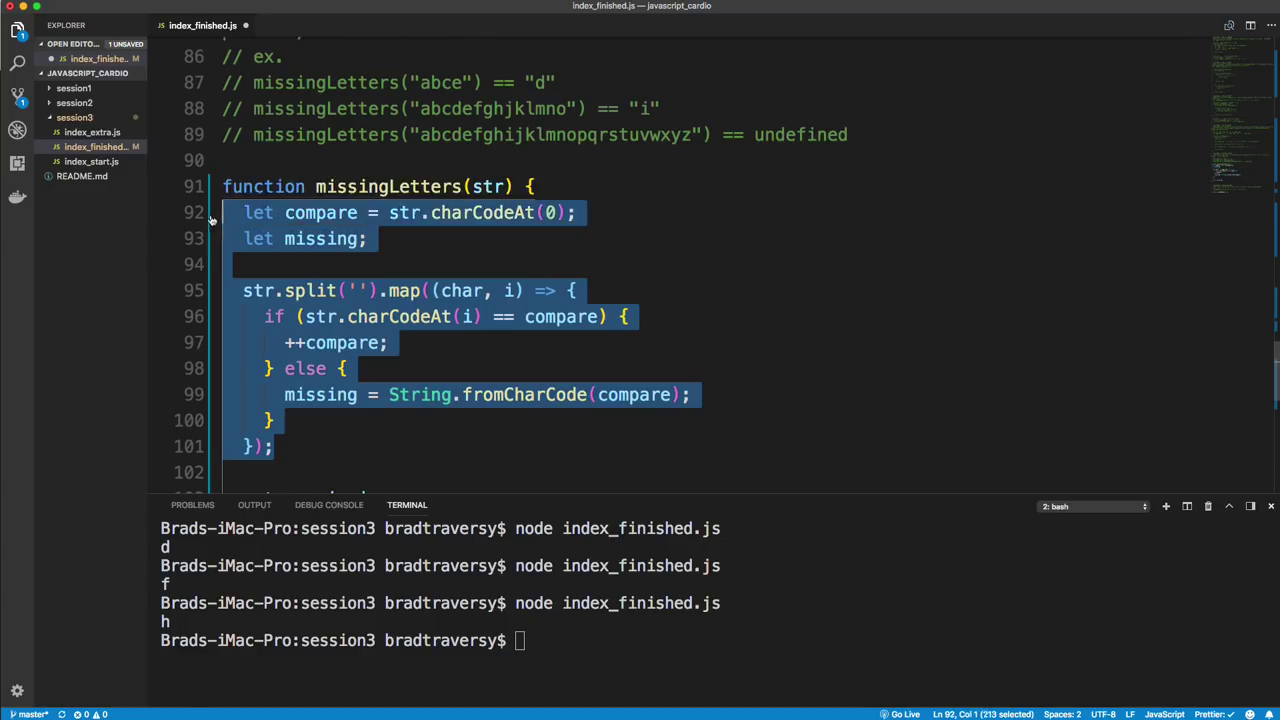 index_finished.js — javascript_cardio
EXPLORER
OPEN EDITO... 1 UNSAVED
index_finishe... M
JAVASCRIPT_CARDIO
session1
session2
session3
index_extra.js
index_finished... M
index_start.js
README.md
index_finished.js
86 // ex.
87 // missingLetters("abce") == "d"
88 // missingLetters("abcdefghjklmno") == "i"
89 // missingLetters("abcdefghijklmnopqrstuvwxyz") == undefined
90
91 function missingLetters(str) {
92 let compare = str.charCodeAt(0);
93 let missing;
94
95 str.split('').map((char, i) => {
96 if (str.charCodeAt(i) == compare) {
97 ++compare;
98 } else {
99 missing = String.fromCharCode(compare);
100 }
101 });
102
PROBLEMS OUTPUT DEBUG CONSOLE TERMINAL 2: bash
Brads-iMac-Pro:session3 bradtraversy$ node index_finished.js
d
Brads-iMac-Pro:session3 bradtraversy$ node index_finished.js
f
Brads-iMac-Pro:session3 bradtraversy$ node index_finished.js
h
Brads-iMac-Pro:session3 bradtraversy$
master* 0 0 Go Live Ln 92, Col 1 (213 selected) Spaces: 2 UTF-8 LF JavaScript Prettier: ✓